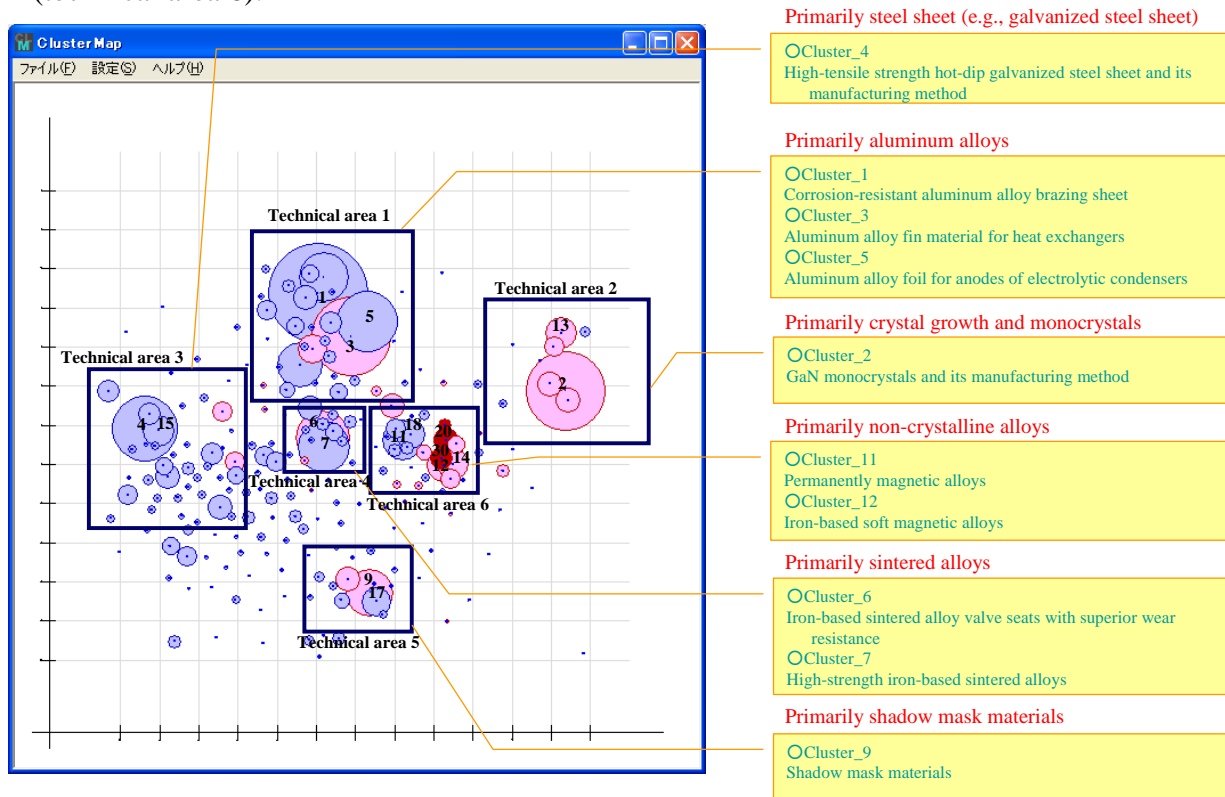 (technical area 6).
Cluster Map
ファイル(F) 設定(S) ヘルプ(H)
Technical area 1
1
5
3
Technical area 2
13
2
Technical area 3
4 15
6
7
Technical area 4
18
11
20
30
14
12
Technical area 6
9
17
Technical area 5
Primarily steel sheet (e.g., galvanized steel sheet)
○Cluster_4
High-tensile strength hot-dip galvanized steel sheet and its
manufacturing method
Primarily aluminum alloys
○Cluster_1
Corrosion-resistant aluminum alloy brazing sheet
○Cluster_3
Aluminum alloy fin material for heat exchangers
○Cluster_5
Aluminum alloy foil for anodes of electrolytic condensers
Primarily crystal growth and monocrystals
○Cluster_2
GaN monocrystals and its manufacturing method
Primarily non-crystalline alloys
○Cluster_11
Permanently magnetic alloys
○Cluster_12
Iron-based soft magnetic alloys
Primarily sintered alloys
○Cluster_6
Iron-based sintered alloy valve seats with superior wear
resistance
○Cluster_7
High-strength iron-based sintered alloys
Primarily shadow mask materials
○Cluster_9
Shadow mask materials